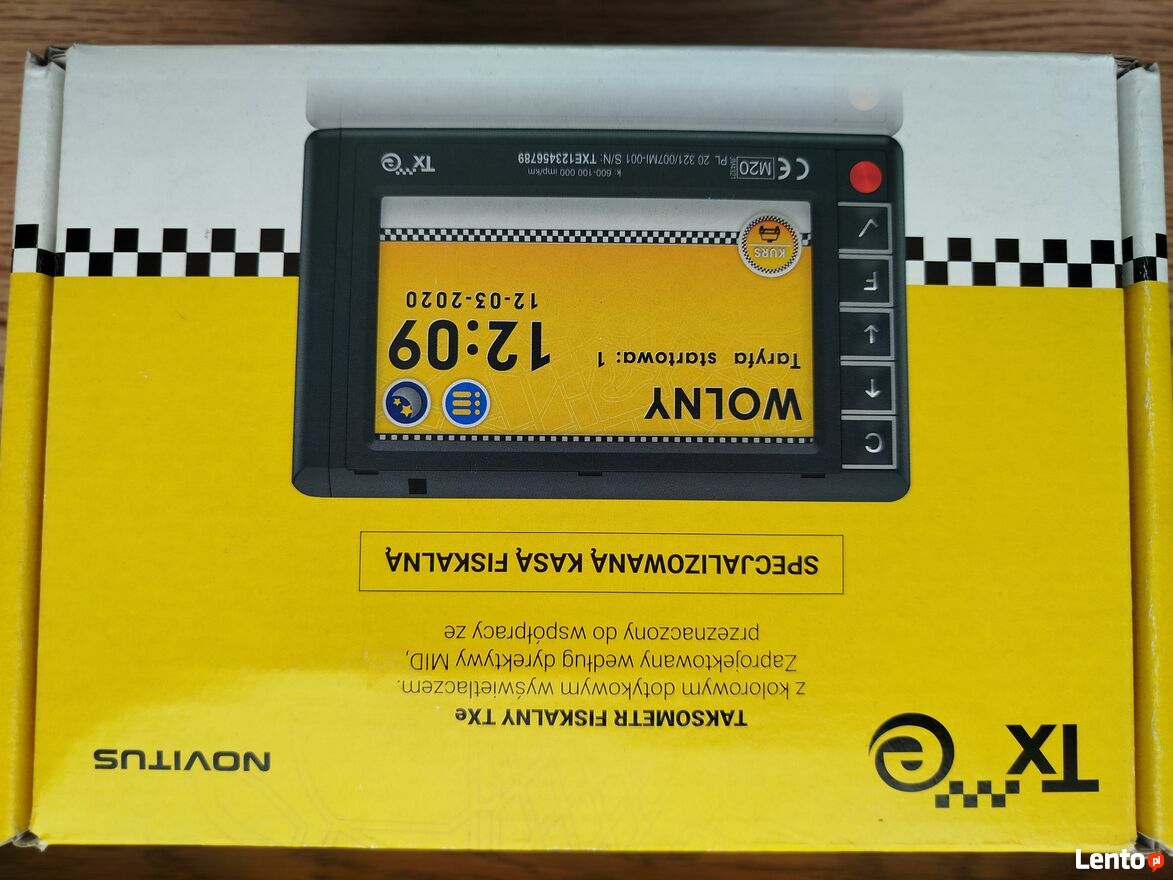 Tx e
NOVITUS
TAKSOMETR FISKALNY TXe
z kolorowym dotykowym wyświetlaczem.
Zaprojektowany według dyrektywy MID,
przeznaczony do współpracy ze
SPECJALIZOWANĄ KASĄ FISKALNĄ
C
F
WOLNY
Taryfa startowa: 1
12:09
12-03-2020
KURS
k: 600-100 000 imp/km
CE M20 PL 20 321/007MI-001 S/N: TXE123456789
Tx e
Lento pl